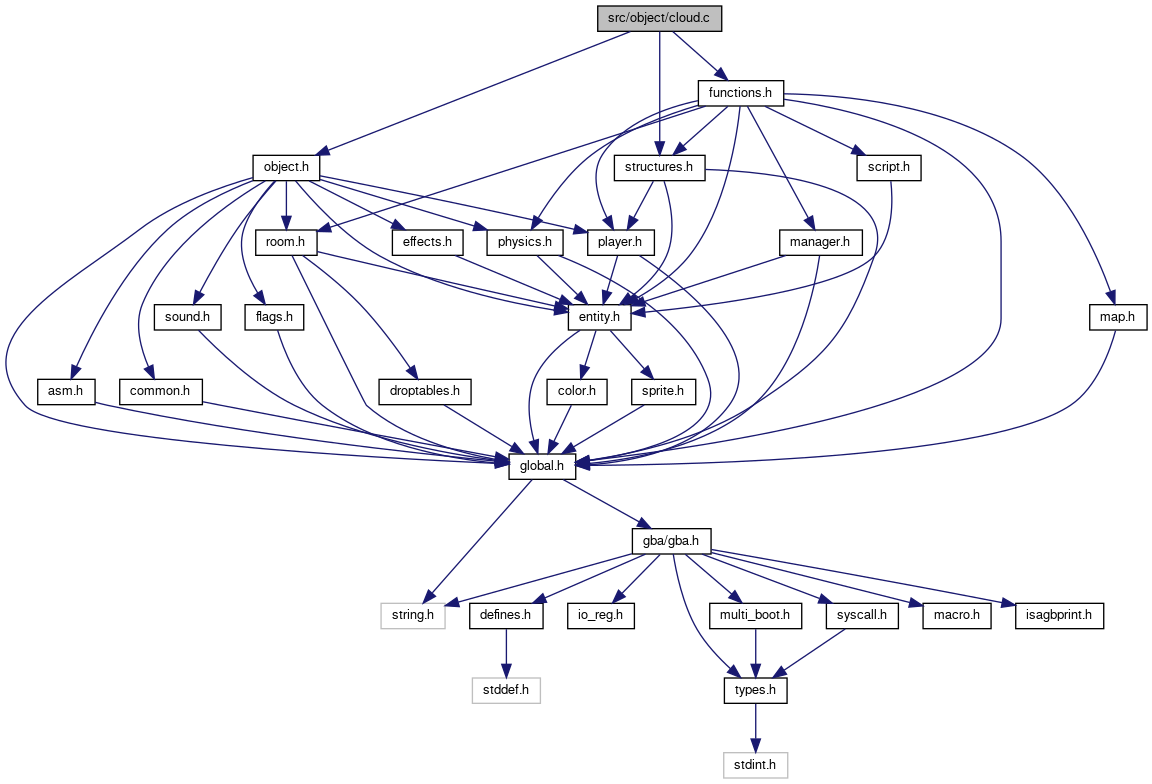 src/object/cloud.c
functions.h
object.h
structures.h
script.h
room.h
effects.h
physics.h
player.h
manager.h
sound.h
flags.h
entity.h
map.h
asm.h
common.h
droptables.h
color.h
sprite.h
global.h
gba/gba.h
string.h
defines.h
io_reg.h
multi_boot.h
syscall.h
macro.h
isagbprint.h
stddef.h
types.h
stdint.h